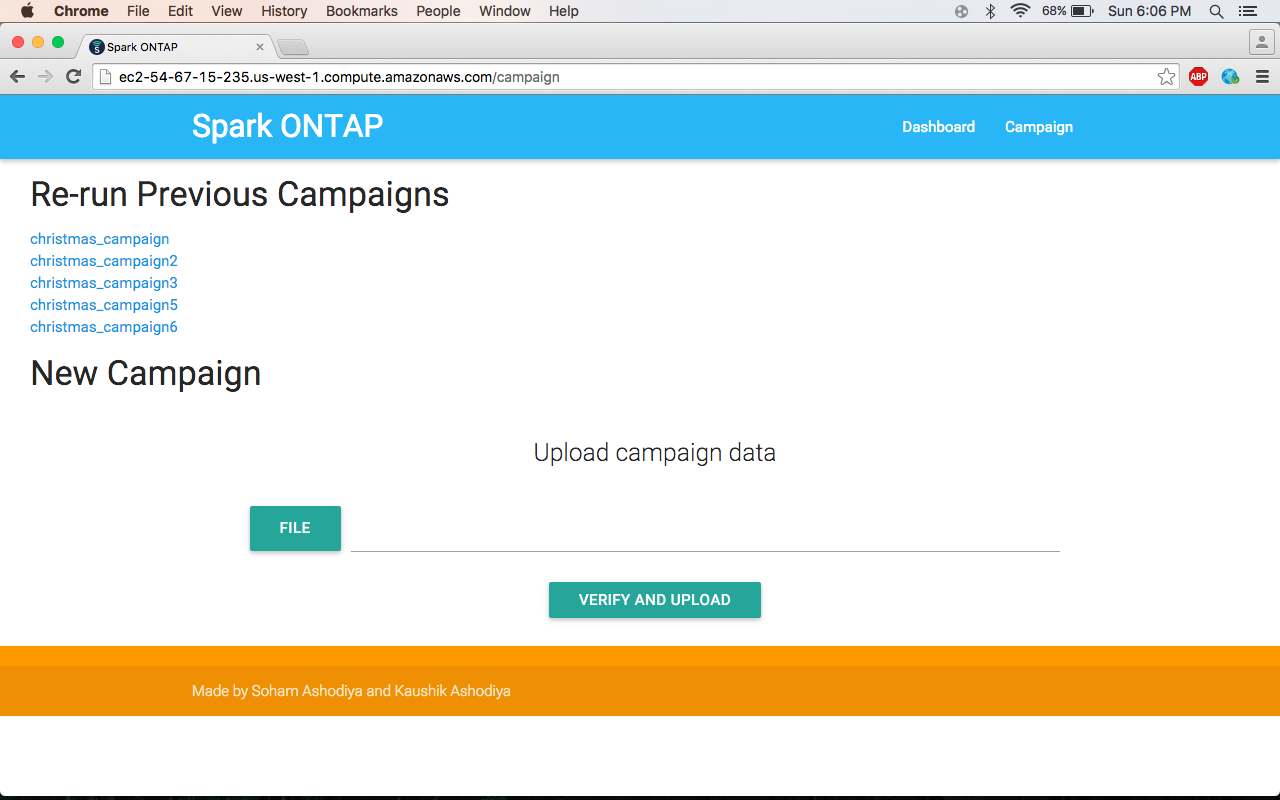 Chrome File Edit View History Bookmarks People Window Help 68% Sun 6:06 PM
Spark ONTAP
ec2-54-67-15-235.us-west-1.compute.amazonaws.com/campaign ABP
Spark ONTAP Dashboard Campaign
Re-run Previous Campaigns
christmas_campaign
christmas_campaign2
christmas_campaign3
christmas_campaign5
christmas_campaign6
New Campaign
Upload campaign data
FILE
VERIFY AND UPLOAD
Made by Soham Ashodiya and Kaushik Ashodiya